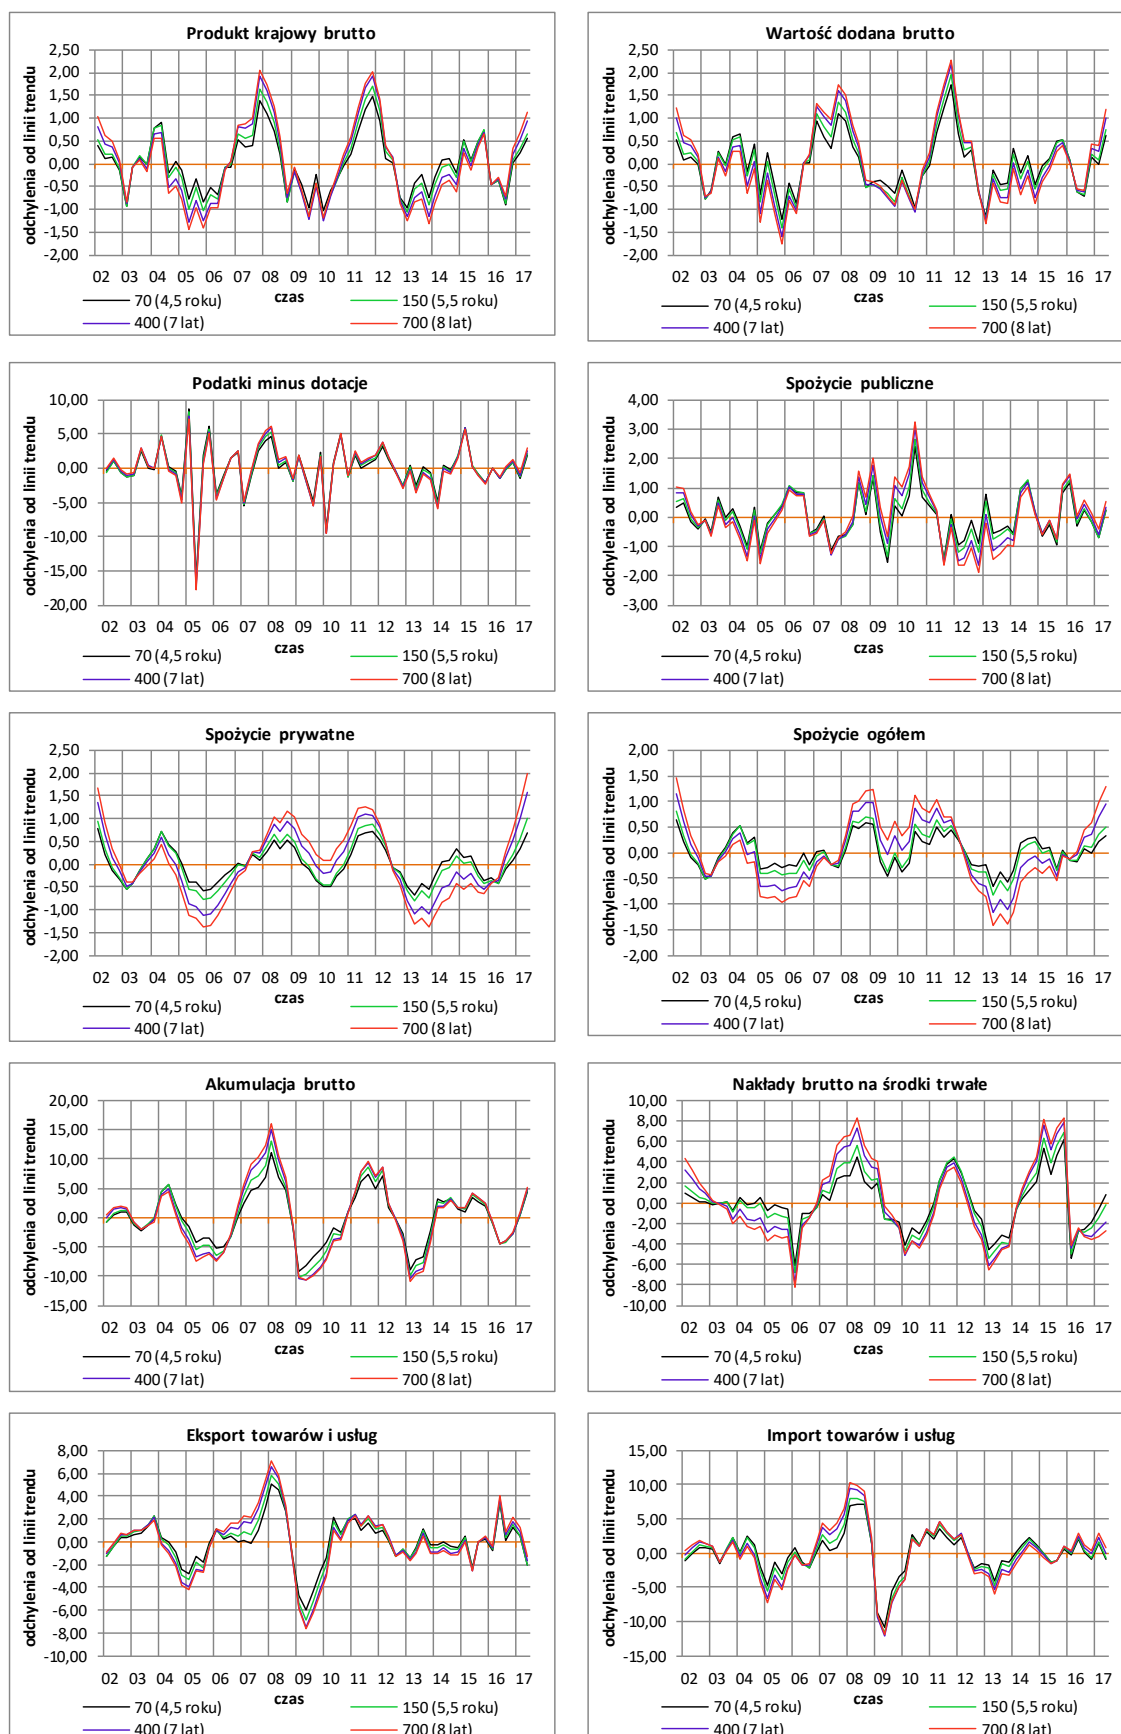 Produkt krajowy brutto
odchylenia od linii trendu
2,50
2,00
1,50
1,00
0,50
0,00
-0,50
-1,00
-1,50
-2,00
02 03 04 05 06 07 08 09 10 11 12 13 14 15 16 17
czas
70 (4,5 roku) 150 (5,5 roku)
400 (7 lat) 700 (8 lat)
Wartość dodana brutto
odchylenia od linii trendu
2,50
2,00
1,50
1,00
0,50
0,00
-0,50
-1,00
-1,50
-2,00
02 03 04 05 06 07 08 09 10 11 12 13 14 15 16 17
czas
70 (4,5 roku) 150 (5,5 roku)
400 (7 lat) 700 (8 lat)
Podatki minus dotacje
odchylenia od linii trendu
10,00
5,00
0,00
-5,00
-10,00
-15,00
-20,00
02 03 04 05 06 07 08 09 10 11 12 13 14 15 16 17
czas
70 (4,5 roku) 150 (5,5 roku)
400 (7 lat) 700 (8 lat)
Spożycie publiczne
odchylenia od linii trendu
4,00
3,00
2,00
1,00
0,00
-1,00
-2,00
-3,00
02 03 04 05 06 07 08 09 10 11 12 13 14 15 16 17
czas
70 (4,5 roku) 150 (5,5 roku)
400 (7 lat) 700 (8 lat)
Spożycie prywatne
odchylenia od linii trendu
2,50
2,00
1,50
1,00
0,50
0,00
-0,50
-1,00
-1,50
-2,00
02 03 04 05 06 07 08 09 10 11 12 13 14 15 16 17
czas
70 (4,5 roku) 150 (5,5 roku)
400 (7 lat) 700 (8 lat)
Spożycie ogółem
odchylenia od linii trendu
2,00
1,50
1,00
0,50
0,00
-0,50
-1,00
-1,50
-2,00
02 03 04 05 06 07 08 09 10 11 12 13 14 15 16 17
czas
70 (4,5 roku) 150 (5,5 roku)
400 (7 lat) 700 (8 lat)
Akumulacja brutto
odchylenia od linii trendu
20,00
15,00
10,00
5,00
0,00
-5,00
-10,00
-15,00
02 03 04 05 06 07 08 09 10 11 12 13 14 15 16 17
czas
70 (4,5 roku) 150 (5,5 roku)
400 (7 lat) 700 (8 lat)
Nakłady brutto na środki trwałe
odchylenia od linii trendu
10,00
8,00
6,00
4,00
2,00
0,00
-2,00
-4,00
-6,00
-8,00
-10,00
02 03 04 05 06 07 08 09 10 11 12 13 14 15 16 17
czas
70 (4,5 roku) 150 (5,5 roku)
400 (7 lat) 700 (8 lat)
Eksport towarów i usług
odchylenia od linii trendu
8,00
6,00
4,00
2,00
0,00
-2,00
-4,00
-6,00
-8,00
-10,00
02 03 04 05 06 07 08 09 10 11 12 13 14 15 16 17
czas
70 (4,5 roku) 150 (5,5 roku)
400 (7 lat) 700 (8 lat)
Import towarów i usług
odchylenia od linii trendu
15,00
10,00
5,00
0,00
-5,00
-10,00
-15,00
02 03 04 05 06 07 08 09 10 11 12 13 14 15 16 17
czas
70 (4,5 roku) 150 (5,5 roku)
400 (7 lat) 700 (8 lat)